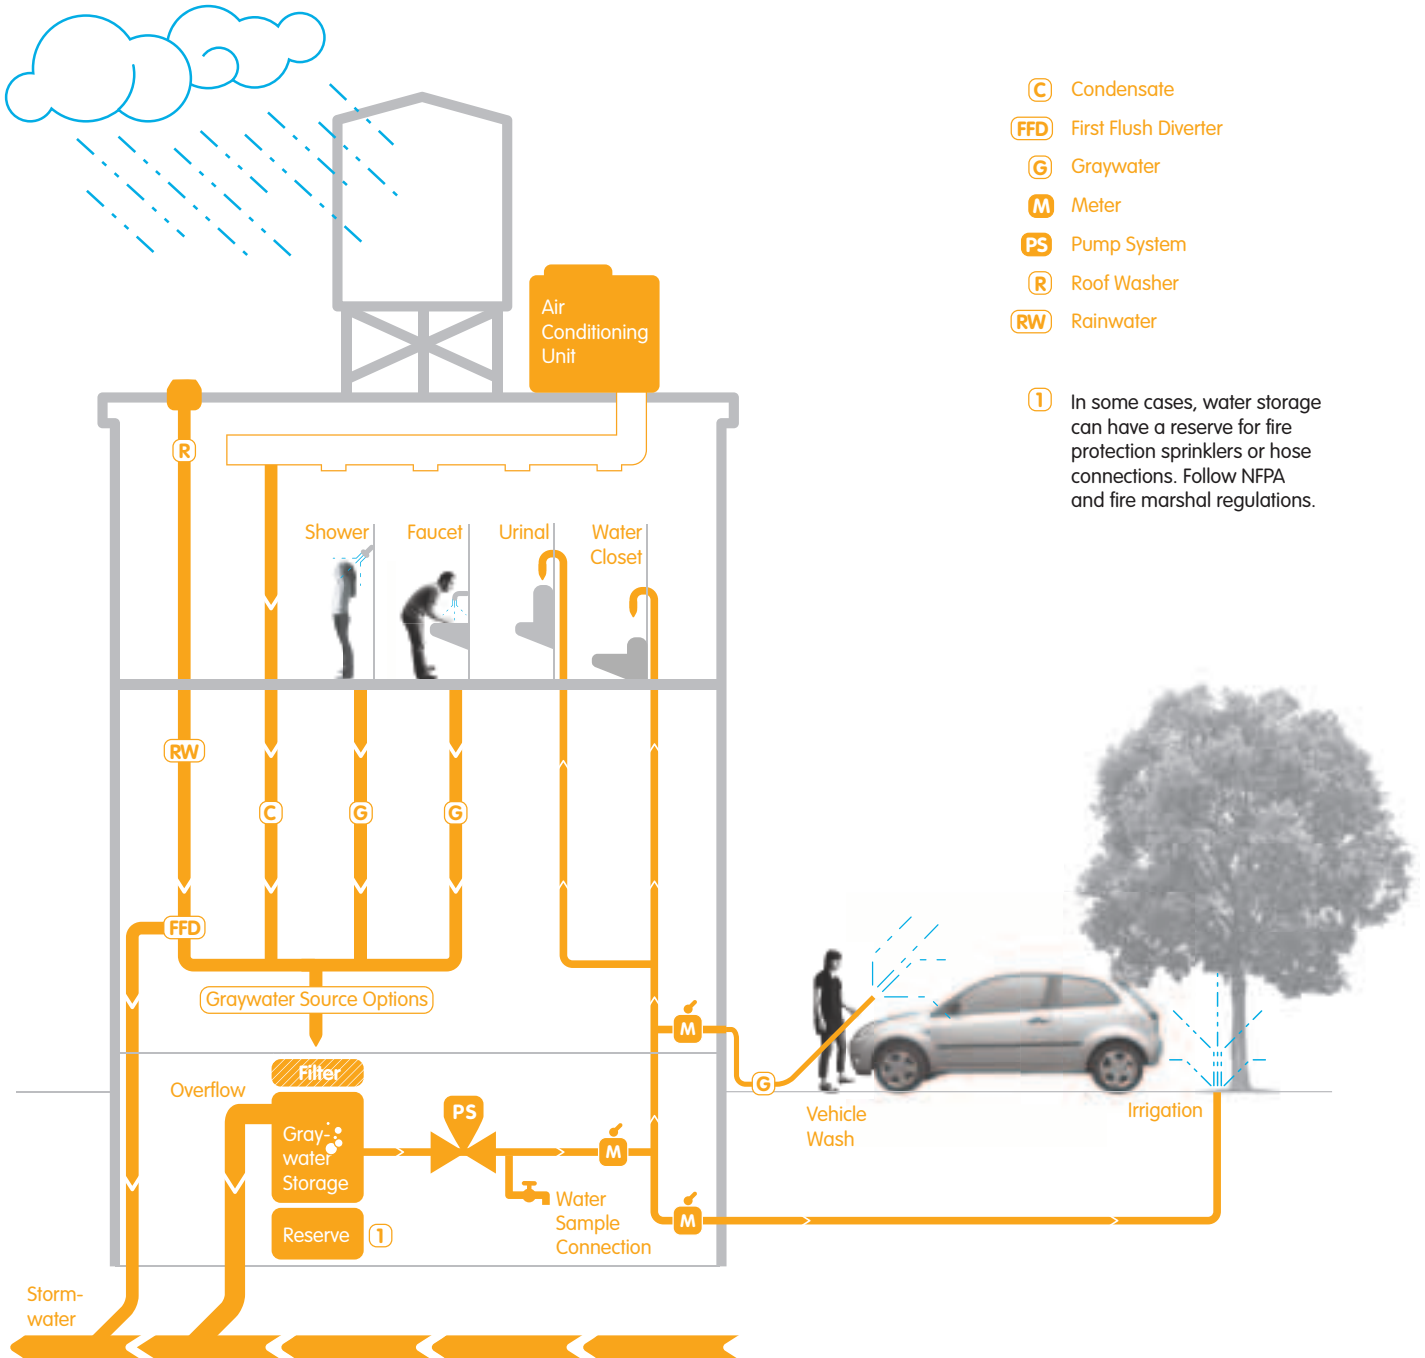 C Condensate
FFD First Flush Diverter
G Graywater
M Meter
PS Pump System
R Roof Washer
RW Rainwater
1 In some cases, water storage
can have a reserve for fire
protection sprinklers or hose
connections. Follow NFPA
and fire marshal regulations.
Air
Conditioning
Unit
R
Shower
Faucet
Urinal
Water
Closet
RW
C
G
G
FFD
Graywater Source Options
M
Filter
Overflow
G
PS
Vehicle
Wash
Irrigation
Gray-
water
Storage
M
Water
Sample
Connection
M
Reserve
1
Storm-
water